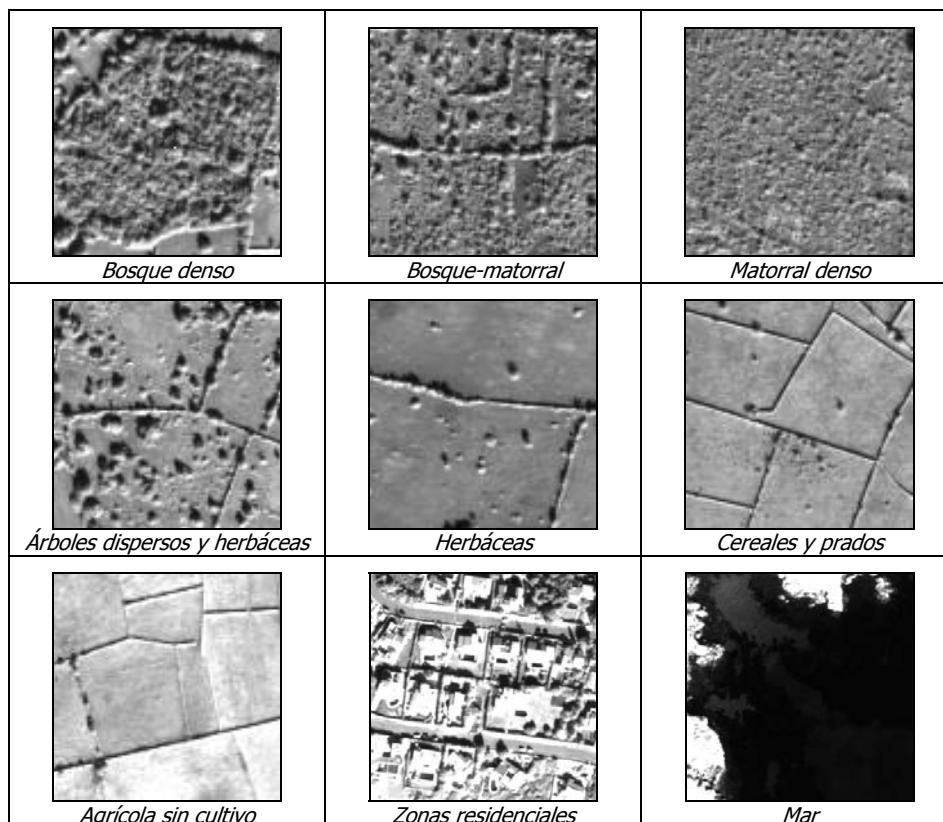 Bosque denso
Bosque-matorral
Matorral denso
Árboles dispersos y herbáceas
Herbáceas
Cereales y prados
Agrícola sin cultivo
Zonas residenciales
Mar